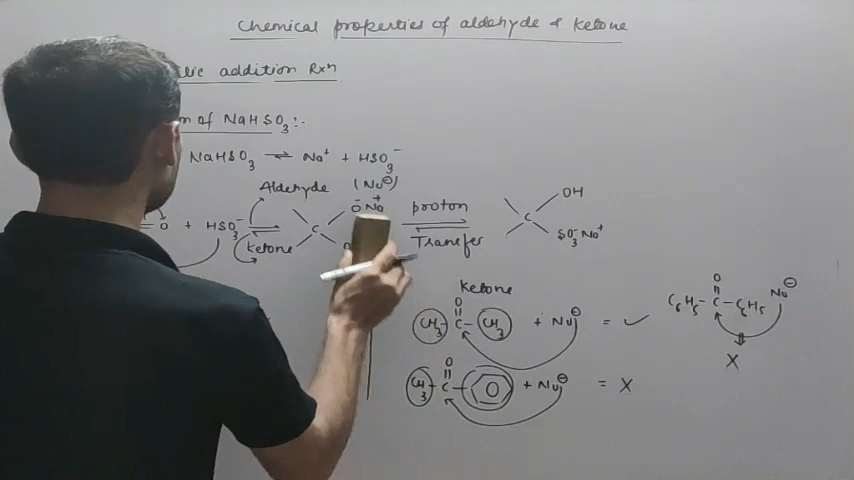 Chemical properties of aldehyde & Ketone
lic addition Rxn
n of NaHSO3:-
NaHSO3 ⇌ Na+ + HSO3-
Aldehyde (Nu⊖)
O- Na+ proton OH
=O + HSO3- ⇌ C ⇌ C
Ketone Transfer SO3-Na+
Ketone
O
CH3-C-CH3 + Nu⊖ = ✓
O
C6H5-C-C6H5 Nu⊖
X
O
CH3-C- + Nu⊖ = X